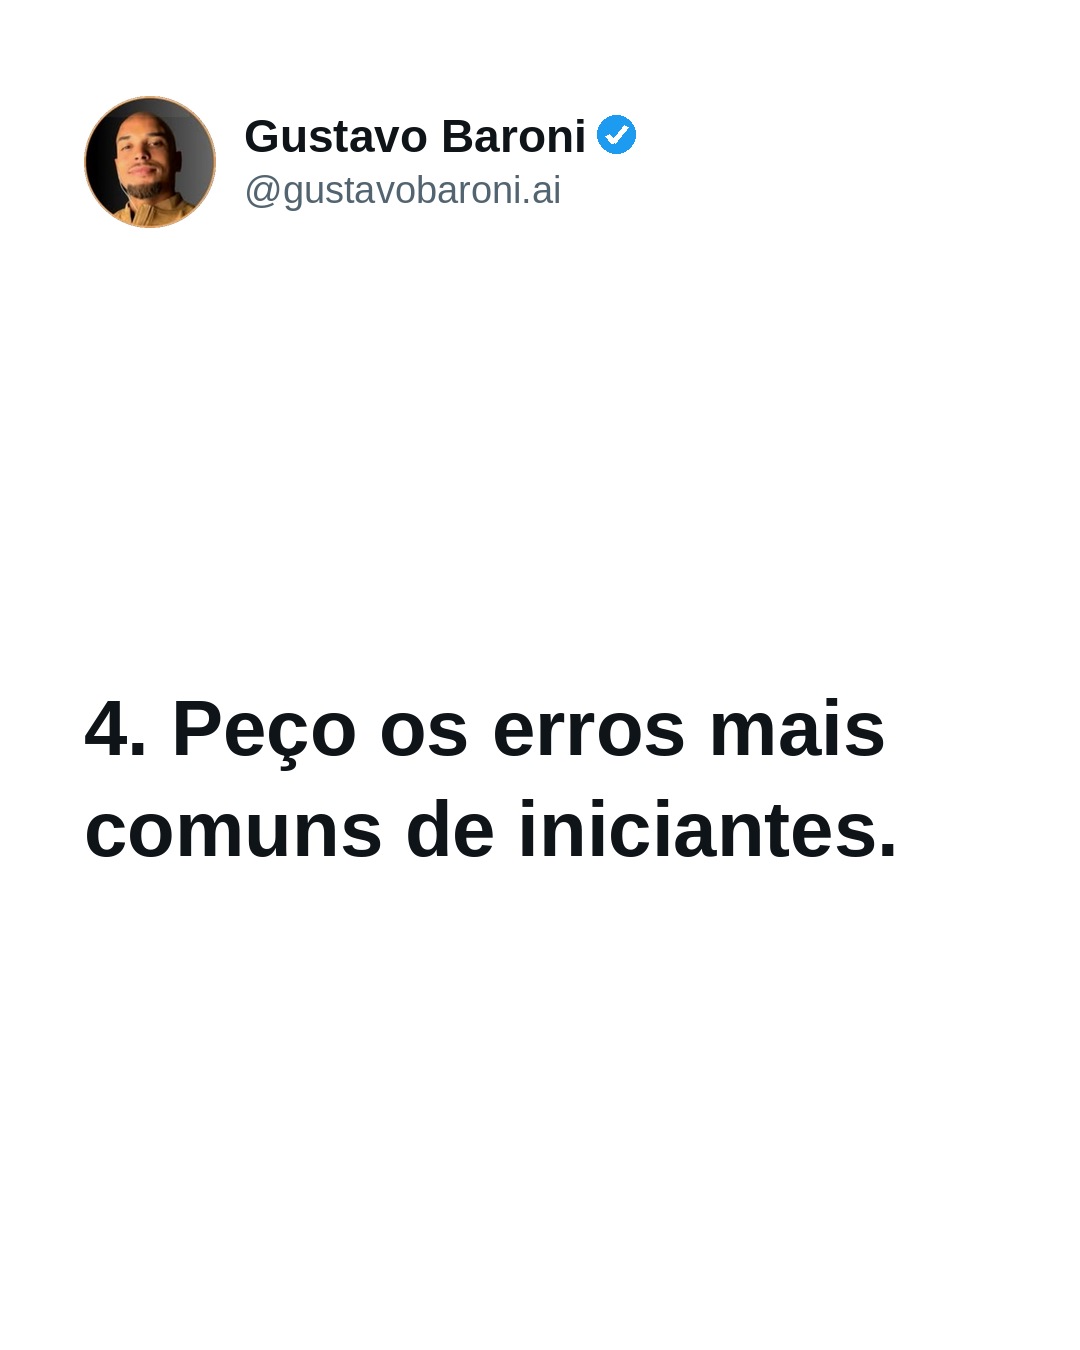 Gustavo Baroni
@gustavobaroni.ai
4. Peço os erros mais
comuns de iniciantes.